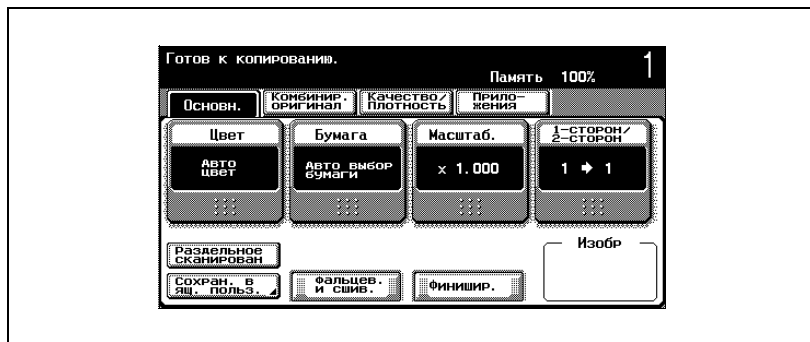 Готов к копированию.
Память 100% 1
Основн. Комбинир. оригинал Качество/ плотность Прило- жения
Цвет Бумага Масштаб. 1-сторон/ 2-сторон
Авто цвет Авто выбор бумаги x 1.000 1 ➔ 1
Изобр
Раздельное
сканирован
Сохран. в
ящ. польз.
Фальцев.
и сшив.
Финишир.